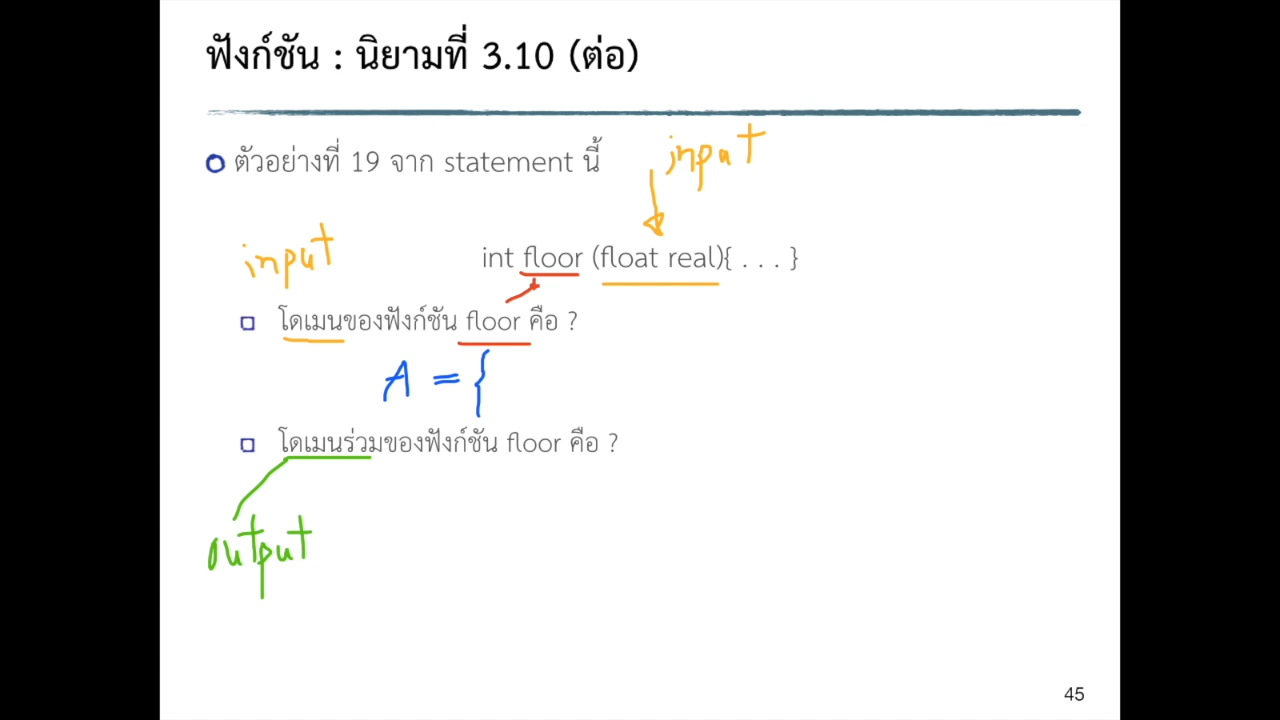 ฟังก์ชัน : นิยามที่ 3.10 (ต่อ)
ตัวอย่างที่ 19 จาก statement นี้
input
input
int floor (float real){ . . . }
โดเมนของฟังก์ชัน floor คือ ?
A = {
โดเมนร่วมของฟังก์ชัน floor คือ ?
output
45